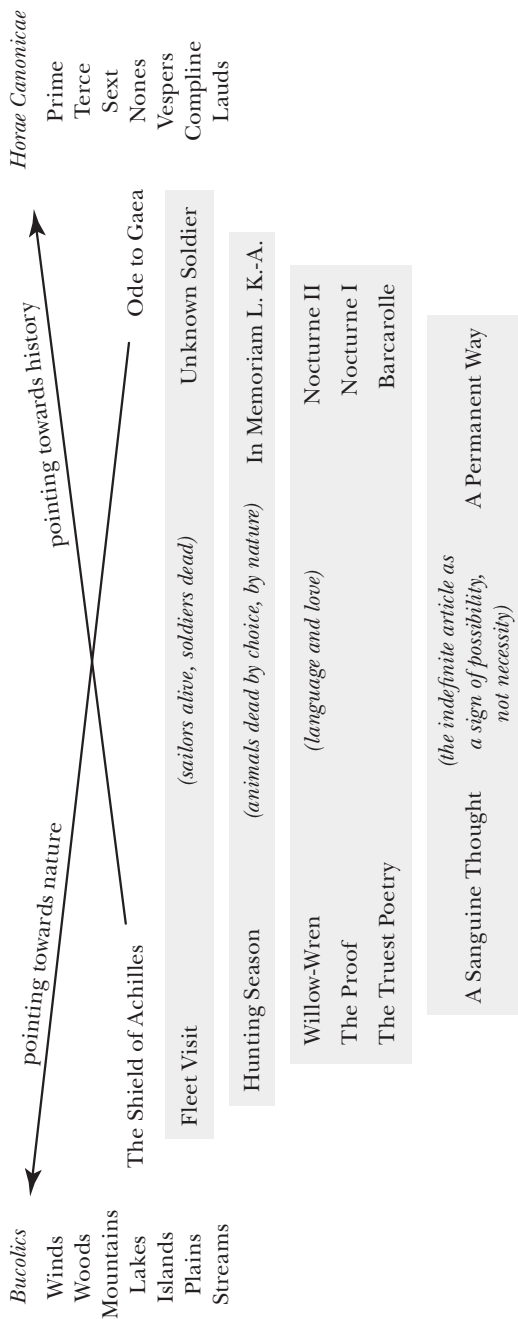 Bucolics
Winds
Woods
Mountains
Lakes
Islands
Plains
Streams
pointing towards nature
pointing towards history
Horae Canonicae
Prime
Terce
Sext
Nones
Vespers
Compline
Lauds
The Shield of Achilles
Ode to Gaea
Fleet Visit (sailors alive, soldiers dead) Unknown Soldier
Hunting Season (animals dead by choice, by nature) In Memoriam L. K.-A.
Willow-Wren (language and love) Nocturne II
The Proof Nocturne I
The Truest Poetry Barcarolle
A Sanguine Thought
(the indefinite article as
a sign of possibility,
not necessity)
A Permanent Way